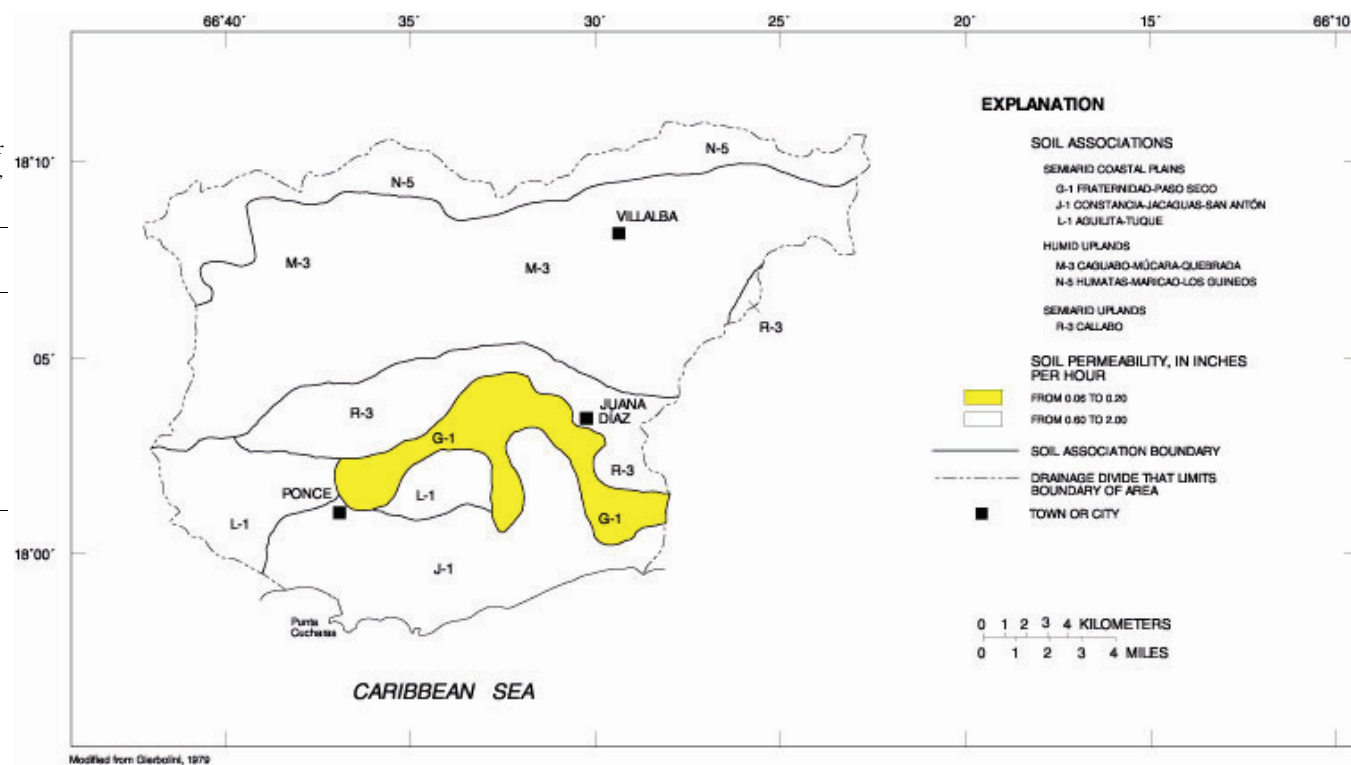 66°40' 35' 30' 25' 20' 15' 66°10
18°10'
05'
18°00'
N-5
N-5
VILLALBA
M-3
M-3
R-3
R-3
JUANA
DÍAZ
G-1
R-3
PONCE
L-1
G-1
L-1
J-1
Punta
Cucharas
CARIBBEAN SEA
EXPLANATION
SOIL ASSOCIATIONS
SEMIARID COASTAL PLAINS
G-1 FRATERNIDAD-PASO SECO
J-1 CONSTANCIA-JACAGUAS-SAN ANTÓN
L-1 AGUILITA-TUQUE
HUMID UPLANDS
M-3 CAGUABO-MÚCARA-QUEBRADA
N-5 HUMATAS-MARICAO-LOS GUINEOS
SEMIARID UPLANDS
R-3 CALLABO
SOIL PERMEABILITY, IN INCHES
PER HOUR
FROM 0.06 TO 0.20
FROM 0.60 TO 2.00
SOIL ASSOCIATION BOUNDARY
DRAINAGE DIVIDE THAT LIMITS
BOUNDARY OF AREA
TOWN OR CITY
0 1 2 3 4 KILOMETERS
0 1 2 3 4 MILES
Modified from Gierbolini, 1979